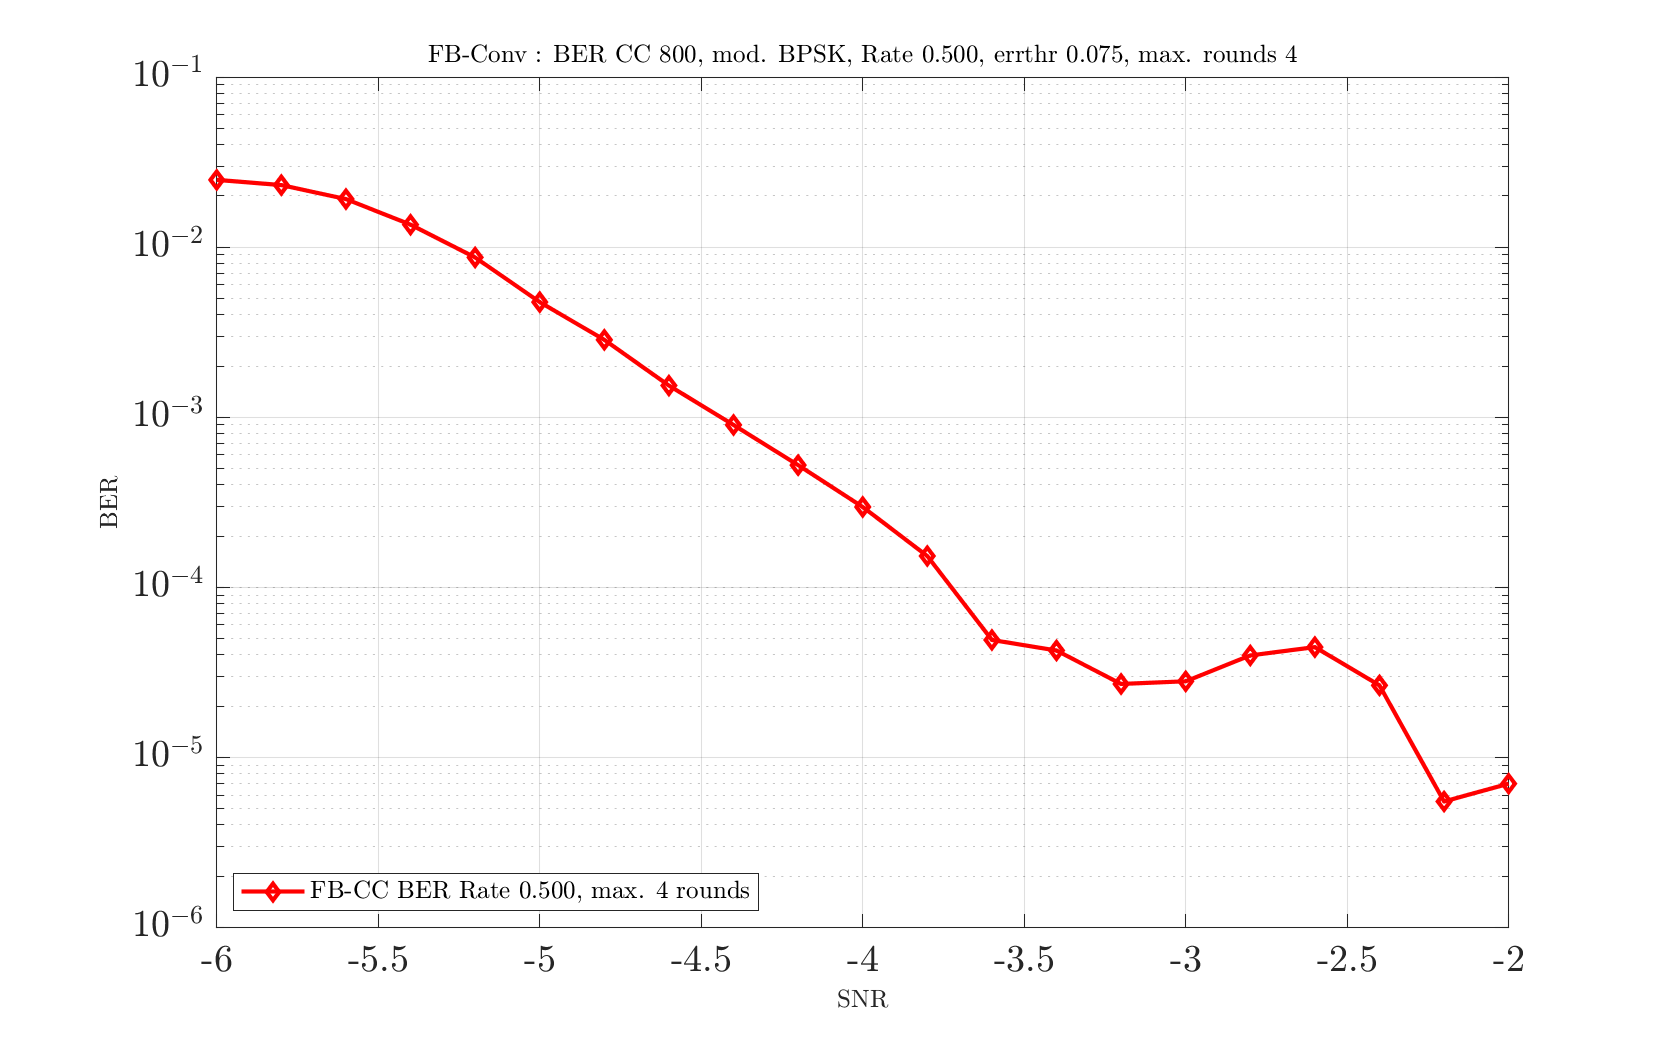 FB-Conv : BER CC 800, mod. BPSK, Rate 0.500, errthr 0.075, max. rounds 4
10⁻¹
10⁻²
10⁻³
10⁻⁴
10⁻⁵
10⁻⁶
BER
FB-CC BER Rate 0.500, max. 4 rounds
-6 -5.5 -5 -4.5 -4 -3.5 -3 -2.5 -2
SNR